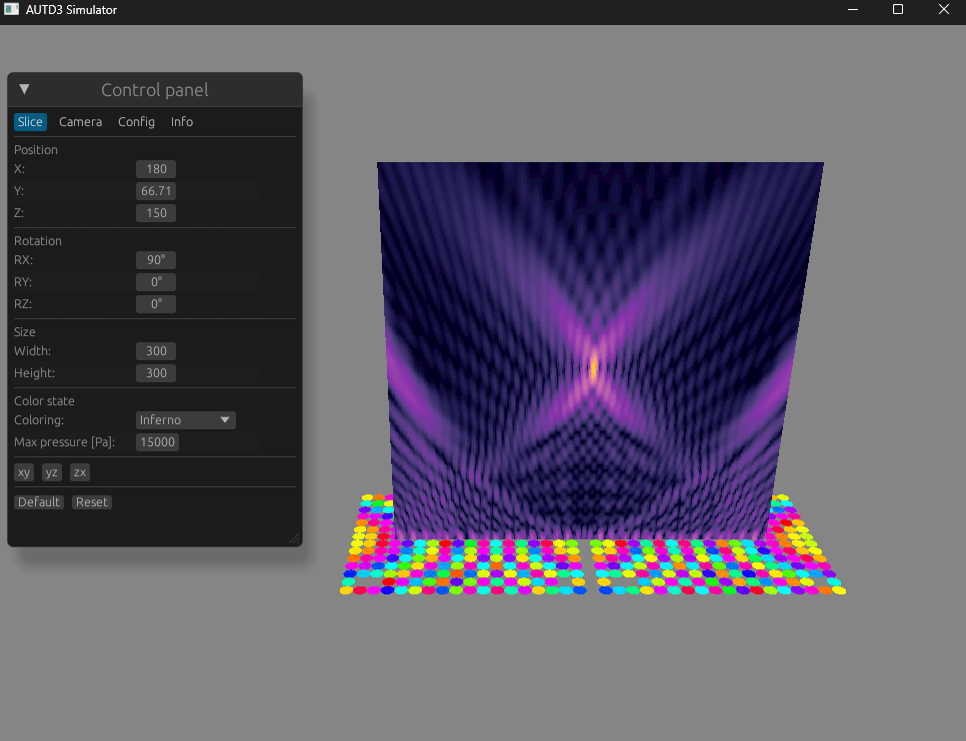 AUTD3 Simulator
Control panel
Slice Camera Config Info
Position
X: 180
Y: 66.71
Z: 150
Rotation
RX: 90°
RY: 0°
RZ: 0°
Size
Width: 300
Height: 300
Color state
Coloring: Inferno
Max pressure [Pa]: 15000
xy yz zx
Default Reset